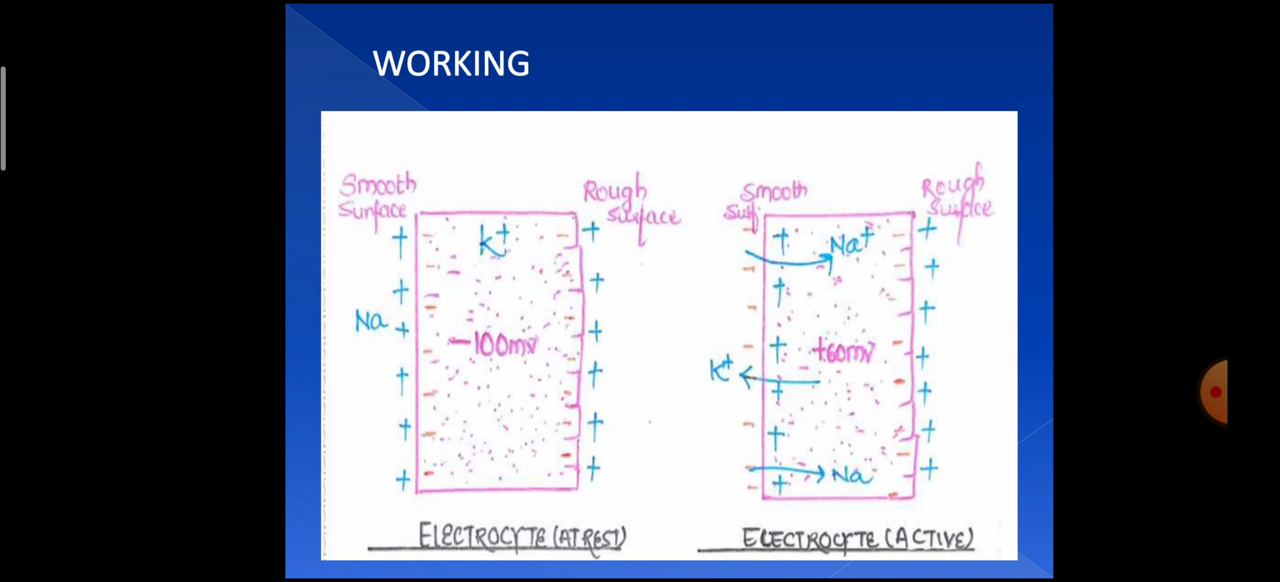 WORKING
Smooth
Surface
Rough
surface
K+
Na
-100mv
ELECTROCYTE (AT REST)
Smooth
Surf
Rough
Surface
Na+
+60mv
K+
Na
ELECTROCYTE (ACTIVE)